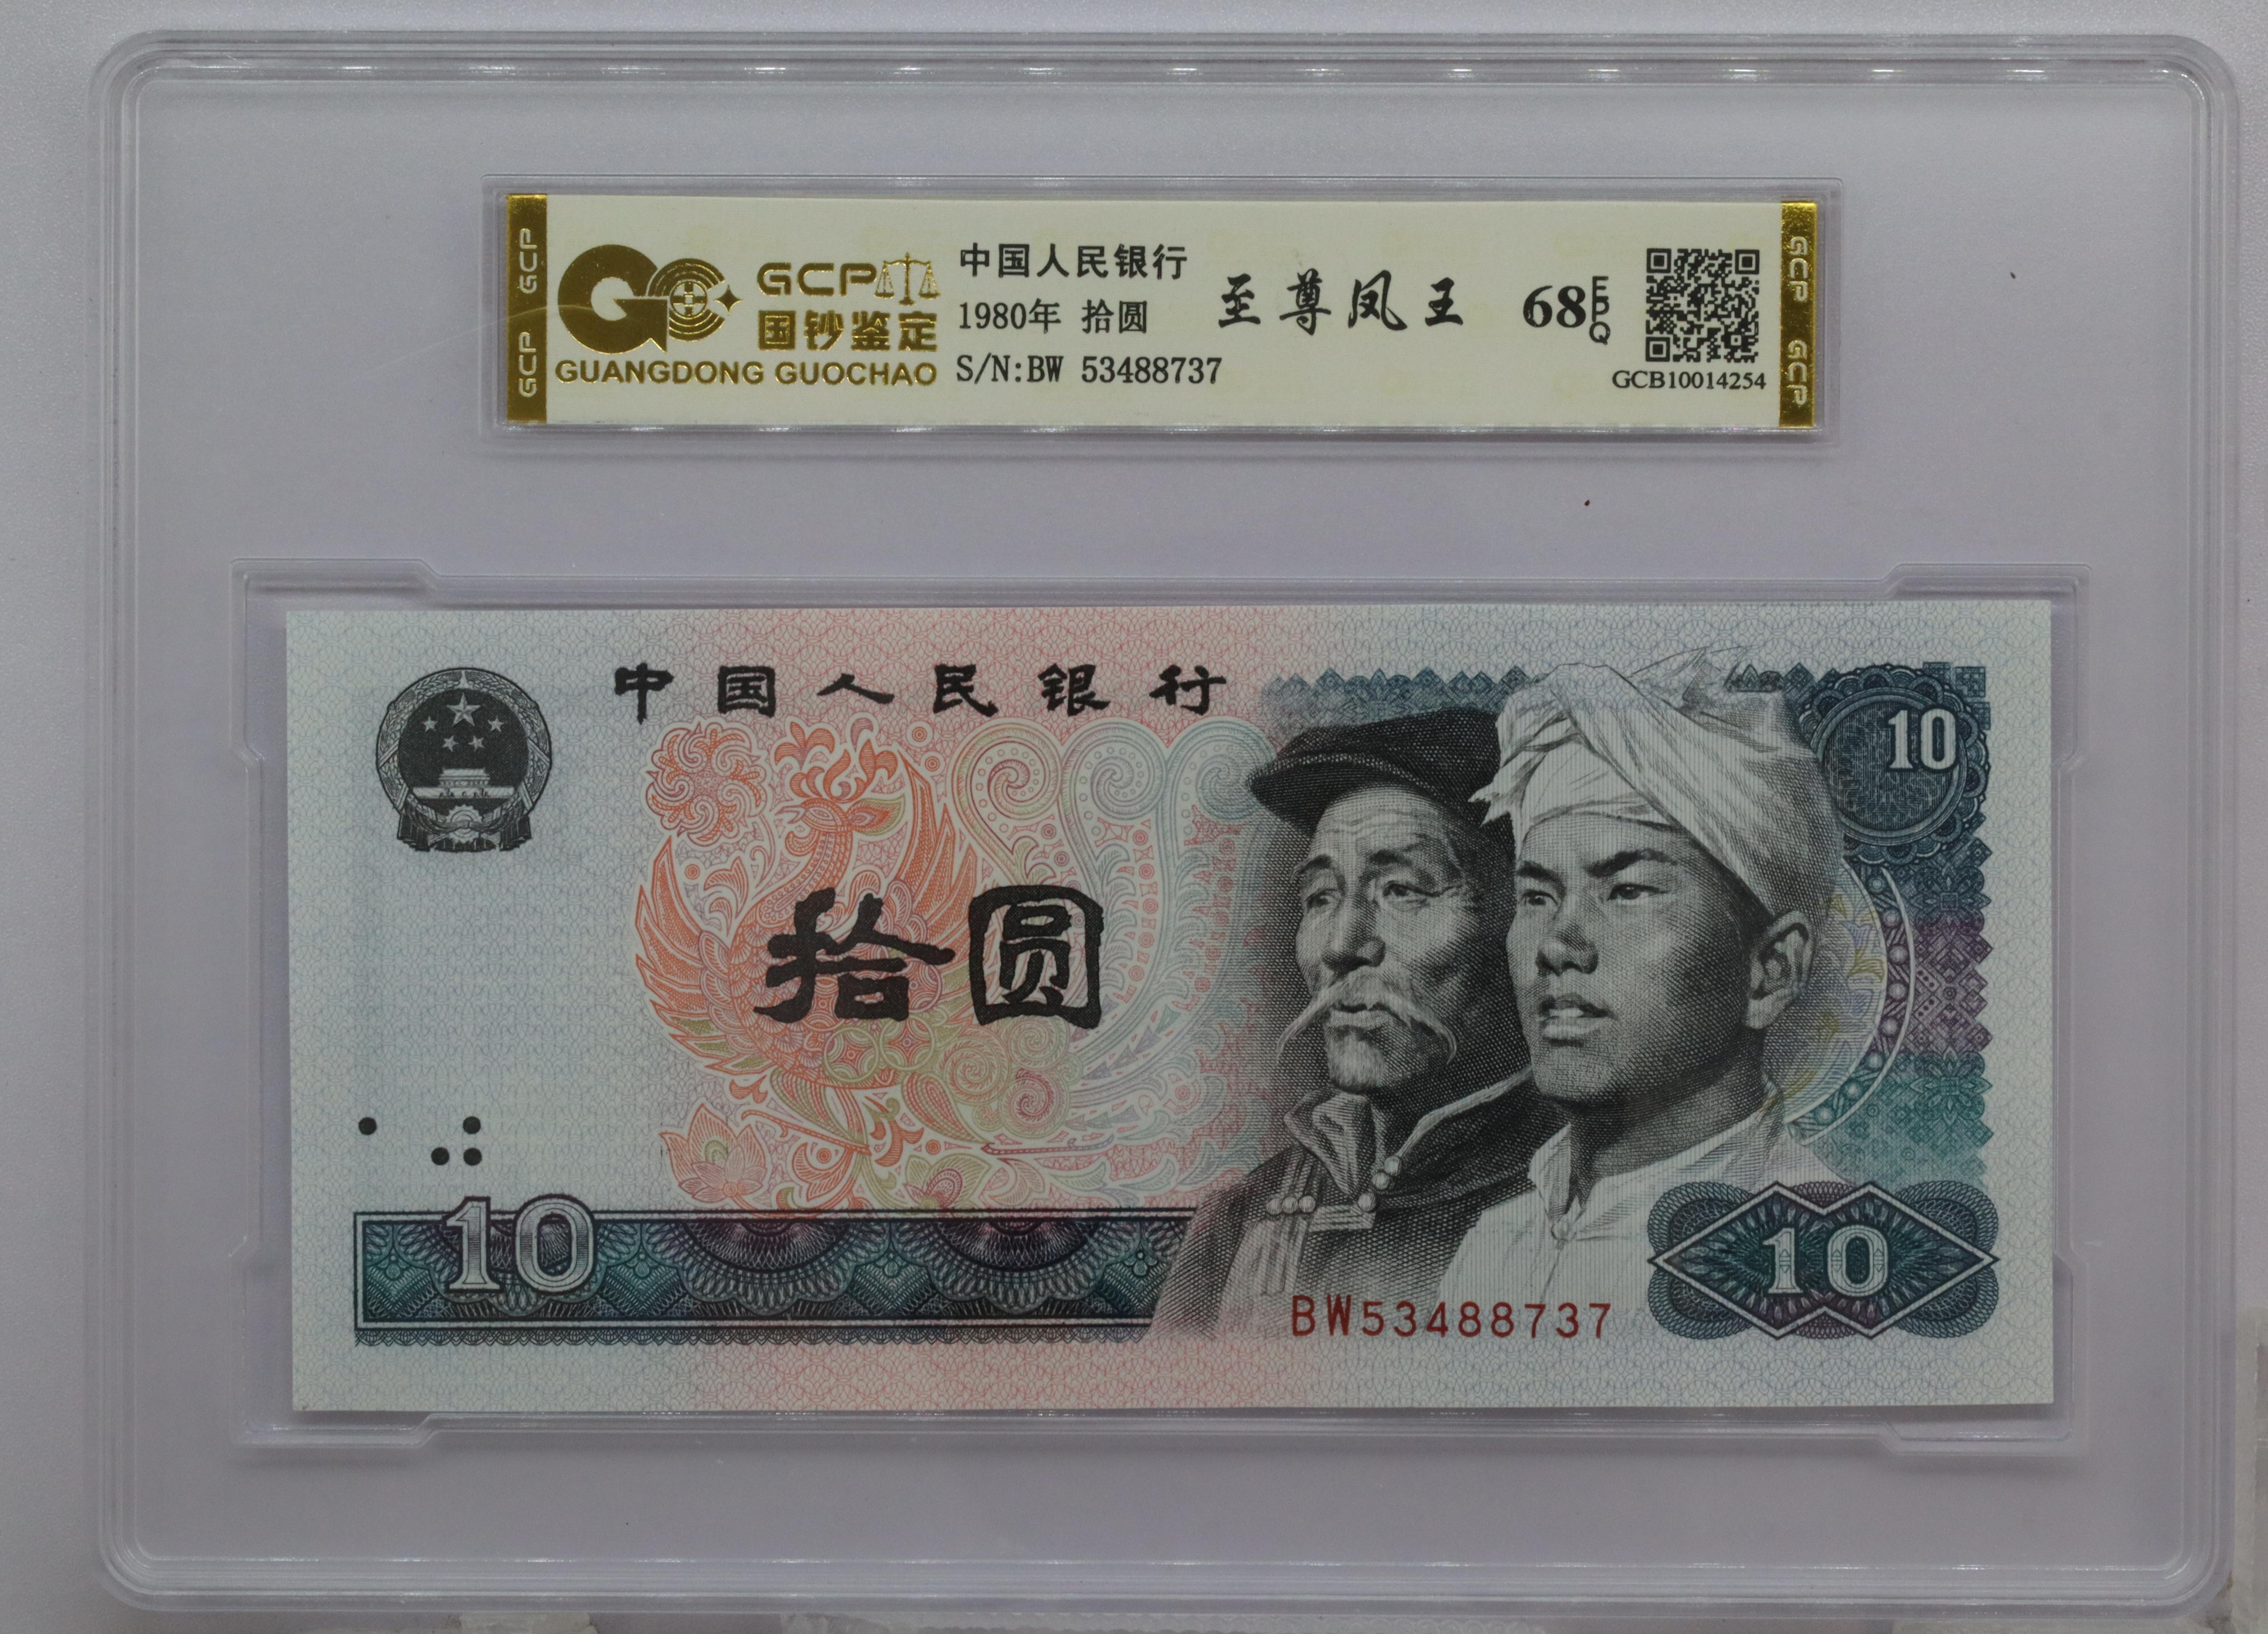 GCP GCP
GCP
国钞鉴定
GUANGDONG GUOCHAO
中国人民银行
1980年 拾圆
S/N:BW 53488737
至尊凤王
68 EPQ
GCB10014254
GCP GCP
中国人民银行
10
拾圆
10
10
BW53488737